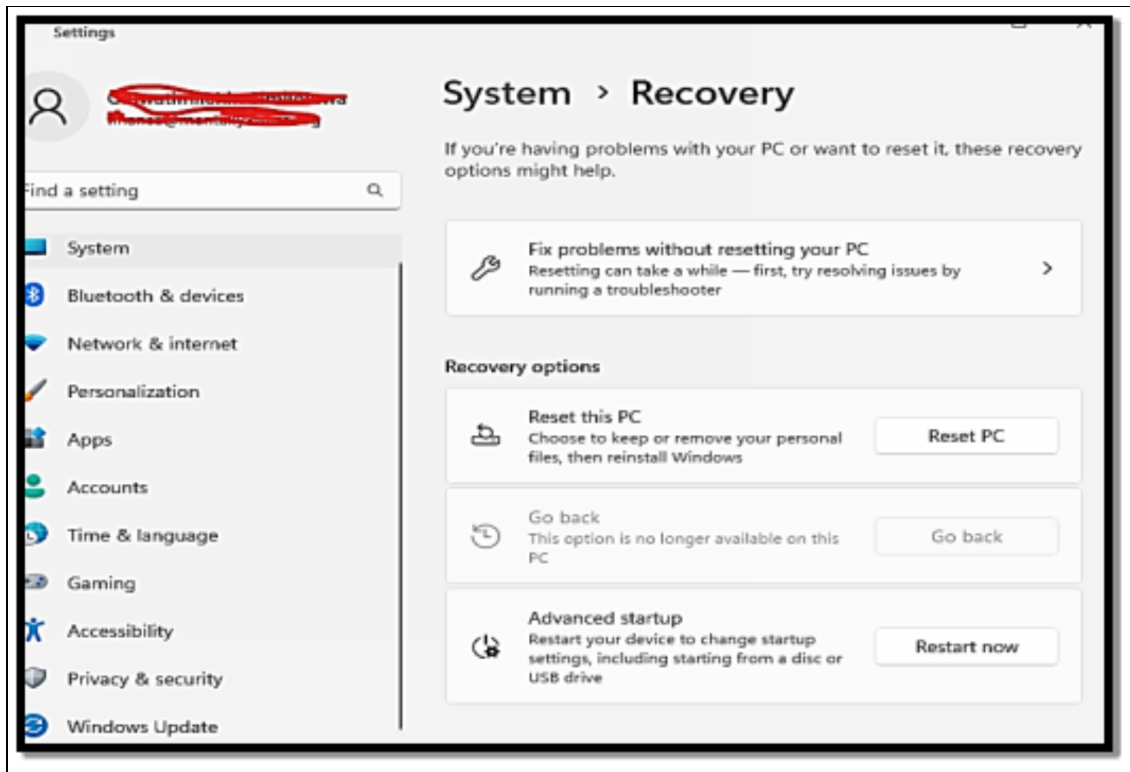 Settings
System > Recovery
If you're having problems with your PC or want to reset it, these recovery
options might help.
Find a setting
Fix problems without resetting your PC
Resetting can take a while — first, try resolving issues by
running a troubleshooter
System
Bluetooth & devices
Network & internet
Personalization
Apps
Accounts
Time & language
Gaming
Accessibility
Privacy & security
Windows Update
Recovery options
Reset this PC
Choose to keep or remove your personal
files, then reinstall Windows
Reset PC
Go back
This option is no longer available on this
PC
Go back
Advanced startup
Restart your device to change startup
settings, including starting from a disc or
USB drive
Restart now